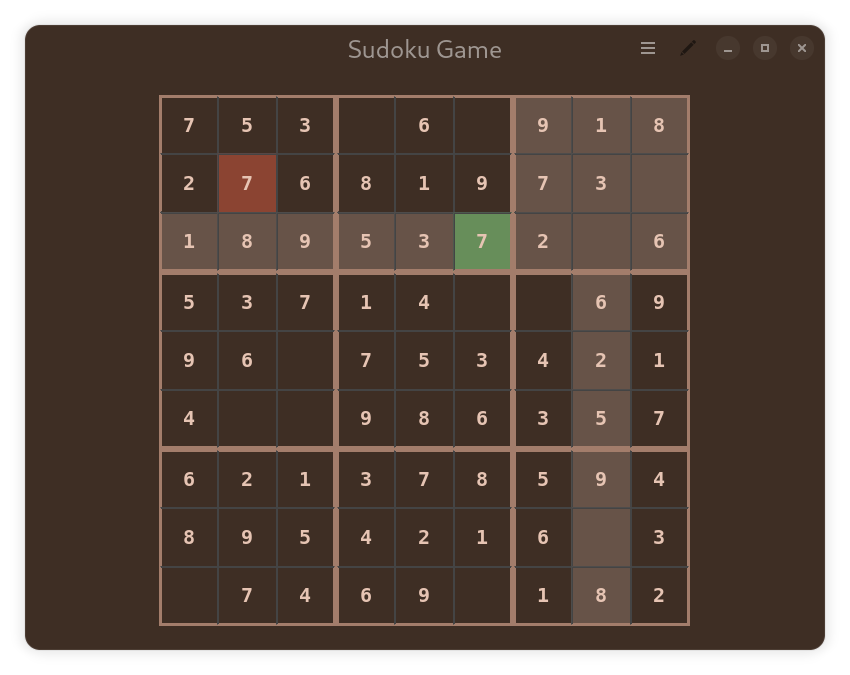 Sudoku Game
7 5 3 6 9 1 8
2 7 6 8 1 9 7 3
1 8 9 5 3 7 2 6
5 3 7 1 4 6 9
9 6 7 5 3 4 2 1
4 9 8 6 3 5 7
6 2 1 3 7 8 5 9 4
8 9 5 4 2 1 6 3
7 4 6 9 1 8 2